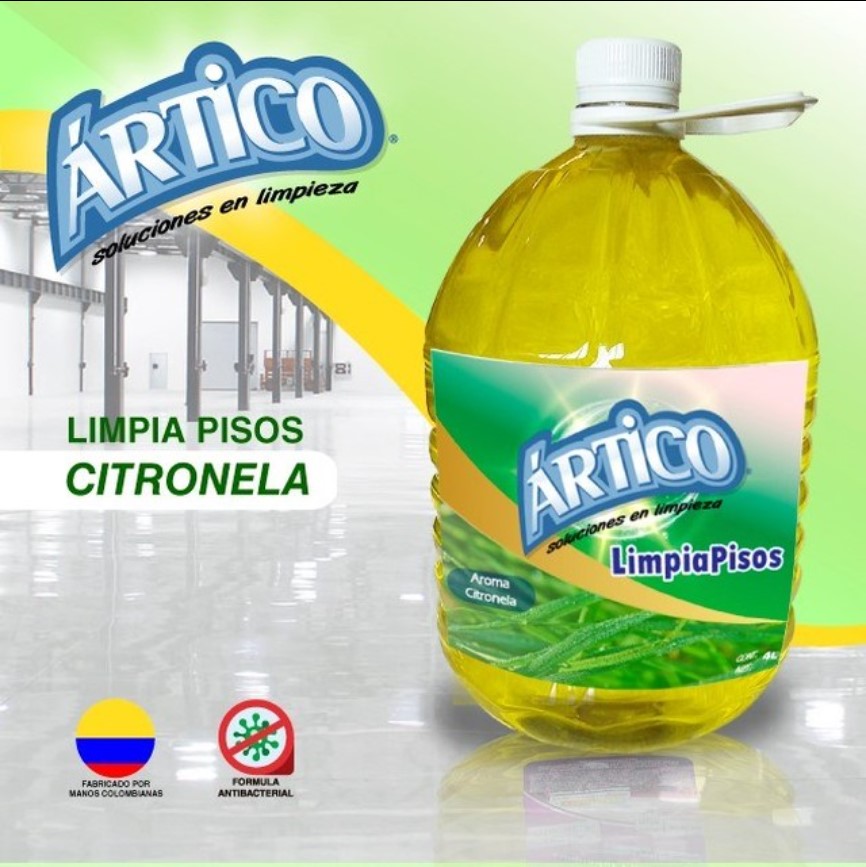 ÁRTICO®
soluciones en limpieza
LIMPIA PISOS
CITRONELA
ÁRTICO
soluciones en limpieza
LimpiaPisos
Aroma
Citronela
CONT.
NET. 4L
FABRICADO POR
MANOS COLOMBIANAS
FORMULA
ANTIBACTERIAL